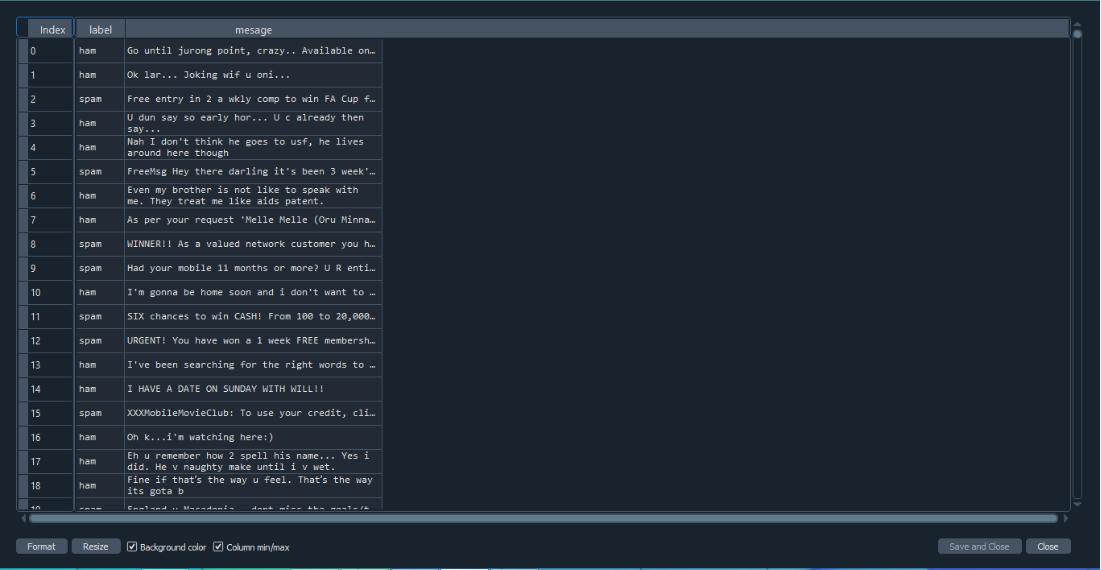 Index label mesage
0 ham Go until jurong point, crazy.. Available on…
1 ham Ok lar... Joking wif u oni...
2 spam Free entry in 2 a wkly comp to win FA Cup f…
3 ham U dun say so early hor... U c already then
say...
4 ham Nah I don't think he goes to usf, he lives
around here though
5 spam FreeMsg Hey there darling it's been 3 week'…
6 ham Even my brother is not like to speak with
me. They treat me like aids patent.
7 ham As per your request 'Melle Melle (Oru Minna…
8 spam WINNER!! As a valued network customer you h…
9 spam Had your mobile 11 months or more? U R enti…
10 ham I'm gonna be home soon and i don't want to …
11 spam SIX chances to win CASH! From 100 to 20,000…
12 spam URGENT! You have won a 1 week FREE membersh…
13 ham I've been searching for the right words to …
14 ham I HAVE A DATE ON SUNDAY WITH WILL!!
15 spam XXXMobileMovieClub: To use your credit, cli…
16 ham Oh k...i'm watching here:)
17 ham Eh u remember how 2 spell his name... Yes i
did. He v naughty make until i v wet.
18 ham Fine if that's the way u feel. That's the way
its gota b
19 spam England v Macedonia - dont miss the goals/t…
Format Resize Background color Column min/max Save and Close Close